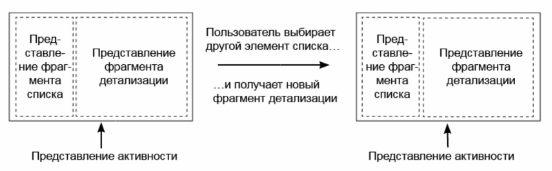 Пред-
ставле-
ние фраг-
мента
списка
Представление
фрагмента
детализации
Представление активности
Пользователь выбирает
другой элемент списка…
…и получает новый
фрагмент детализации
Пред-
ставле-
ние фраг-
мента
списка
Представление
фрагмента
детализации
Представление активности